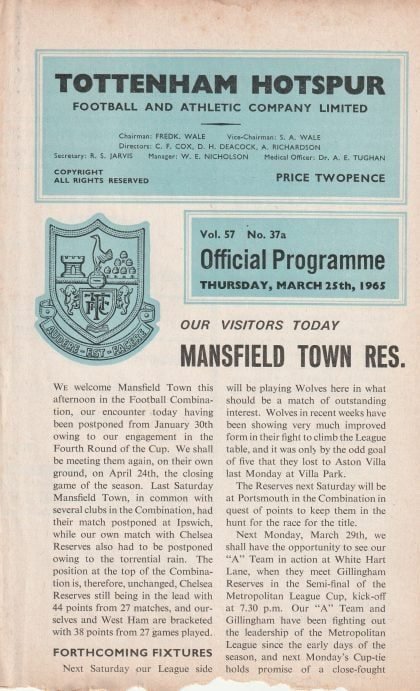 TOTTENHAM HOTSPUR
FOOTBALL AND ATHLETIC COMPANY LIMITED
Chairman: FREDK. WALE Vice-Chairman: S. A. WALE
Directors: C. F. COX, D. H. DEACOCK, A. RICHARDSON
Secretary: R. S. JARVIS Manager: W. E. NICHOLSON Medical Officer: Dr. A. E. TUGHAN
COPYRIGHT
ALL RIGHTS RESERVED
PRICE TWOPENCE
Vol. 57 No. 37a
Official Programme
THURSDAY, MARCH 25th, 1965
AUDERE · EST · FACERE
OUR VISITORS TODAY
MANSFIELD TOWN RES.
WE welcome Mansfield Town this
afternoon in the Football Combina-
tion, our encounter today having
been postponed from January 30th
owing to our engagement in the
Fourth Round of the Cup. We shall
be meeting them again, on their own
ground, on April 24th, the closing
game of the season. Last Saturday
Mansfield Town, in common with
several clubs in the Combination, had
their match postponed at Ipswich,
while our own match with Chelsea
Reserves also had to be postponed
owing to the torrential rain. The
position at the top of the Combina-
tion is, therefore, unchanged, Chelsea
Reserves still being in the lead with
44 points from 27 matches, and our-
selves and West Ham are bracketed
with 38 points from 27 games played.
FORTHCOMING FIXTURES
Next Saturday our League side
will be playing Wolves here in what
should be a match of outstanding
interest. Wolves in recent weeks have
been showing very much improved
form in their fight to climb the League
table, and it was only by the odd goal
of five that they lost to Aston Villa
last Monday at Villa Park.
The Reserves next Saturday will be
at Portsmouth in the Combination in
quest of points to keep them in the
hunt for the race for the title.
Next Monday, March 29th, we
shall have the opportunity to see our
"A" Team in action at White Hart
Lane, when they meet Gillingham
Reserves in the Semi-final of the
Metropolitan League Cup, kick-off
at 7.30 p.m. Our "A" Team and
Gillingham have been fighting out
the leadership of the Metropolitan
League since the early days of the
season, and next Monday's Cup-tie
holds promise of a close-fought